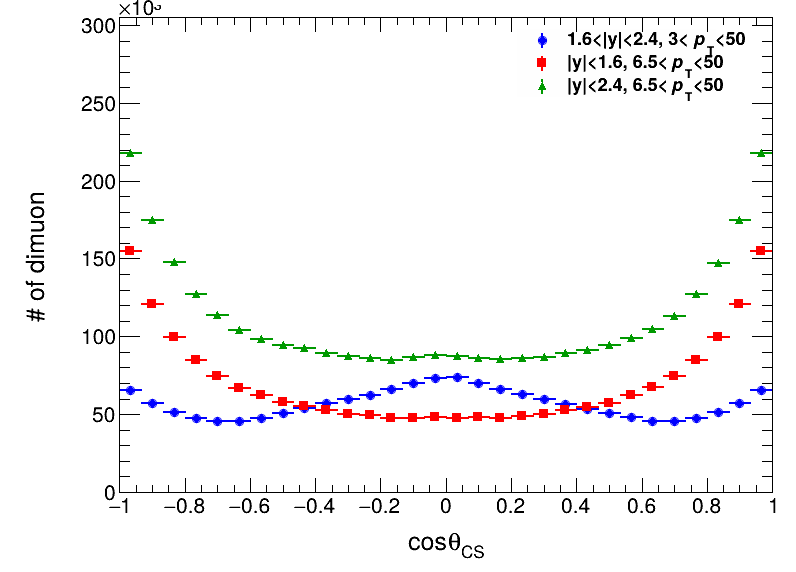 ×10³
1.6<|y|<2.4, 3< p_T<50
|y|<1.6, 6.5< p_T<50
|y|<2.4, 6.5< p_T<50
# of dimuon
300
250
200
150
100
50
0
−1 −0.8 −0.6 −0.4 −0.2 0 0.2 0.4 0.6 0.8 1
cosθ_CS